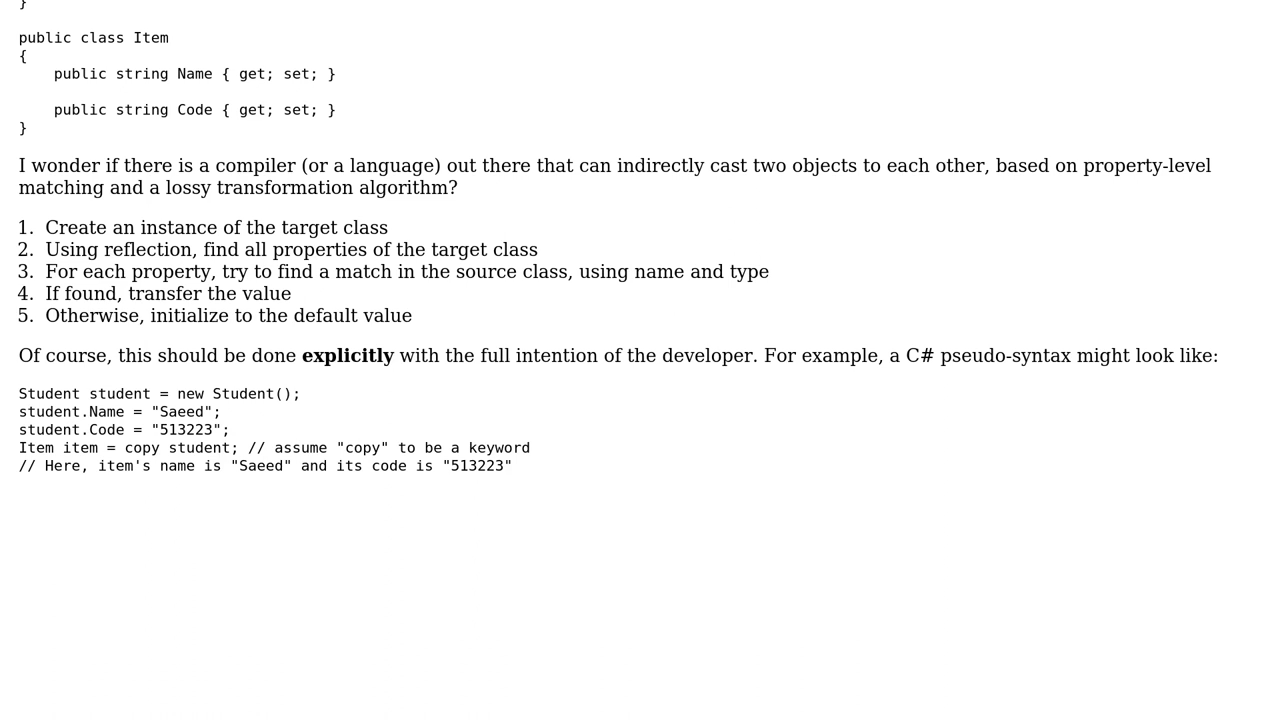 }
public class Item
{
    public string Name { get; set; }
    public string Code { get; set; }
}
I wonder if there is a compiler (or a language) out there that can indirectly cast two objects to each other, based on property-level
matching and a lossy transformation algorithm?
1. Create an instance of the target class
2. Using reflection, find all properties of the target class
3. For each property, try to find a match in the source class, using name and type
4. If found, transfer the value
5. Otherwise, initialize to the default value
Of course, this should be done explicitly with the full intention of the developer. For example, a C# pseudo-syntax might look like:
Student student = new Student();
student.Name = "Saeed";
student.Code = "513223";
Item item = copy student; // assume "copy" to be a keyword
// Here, item's name is "Saeed" and its code is "513223"